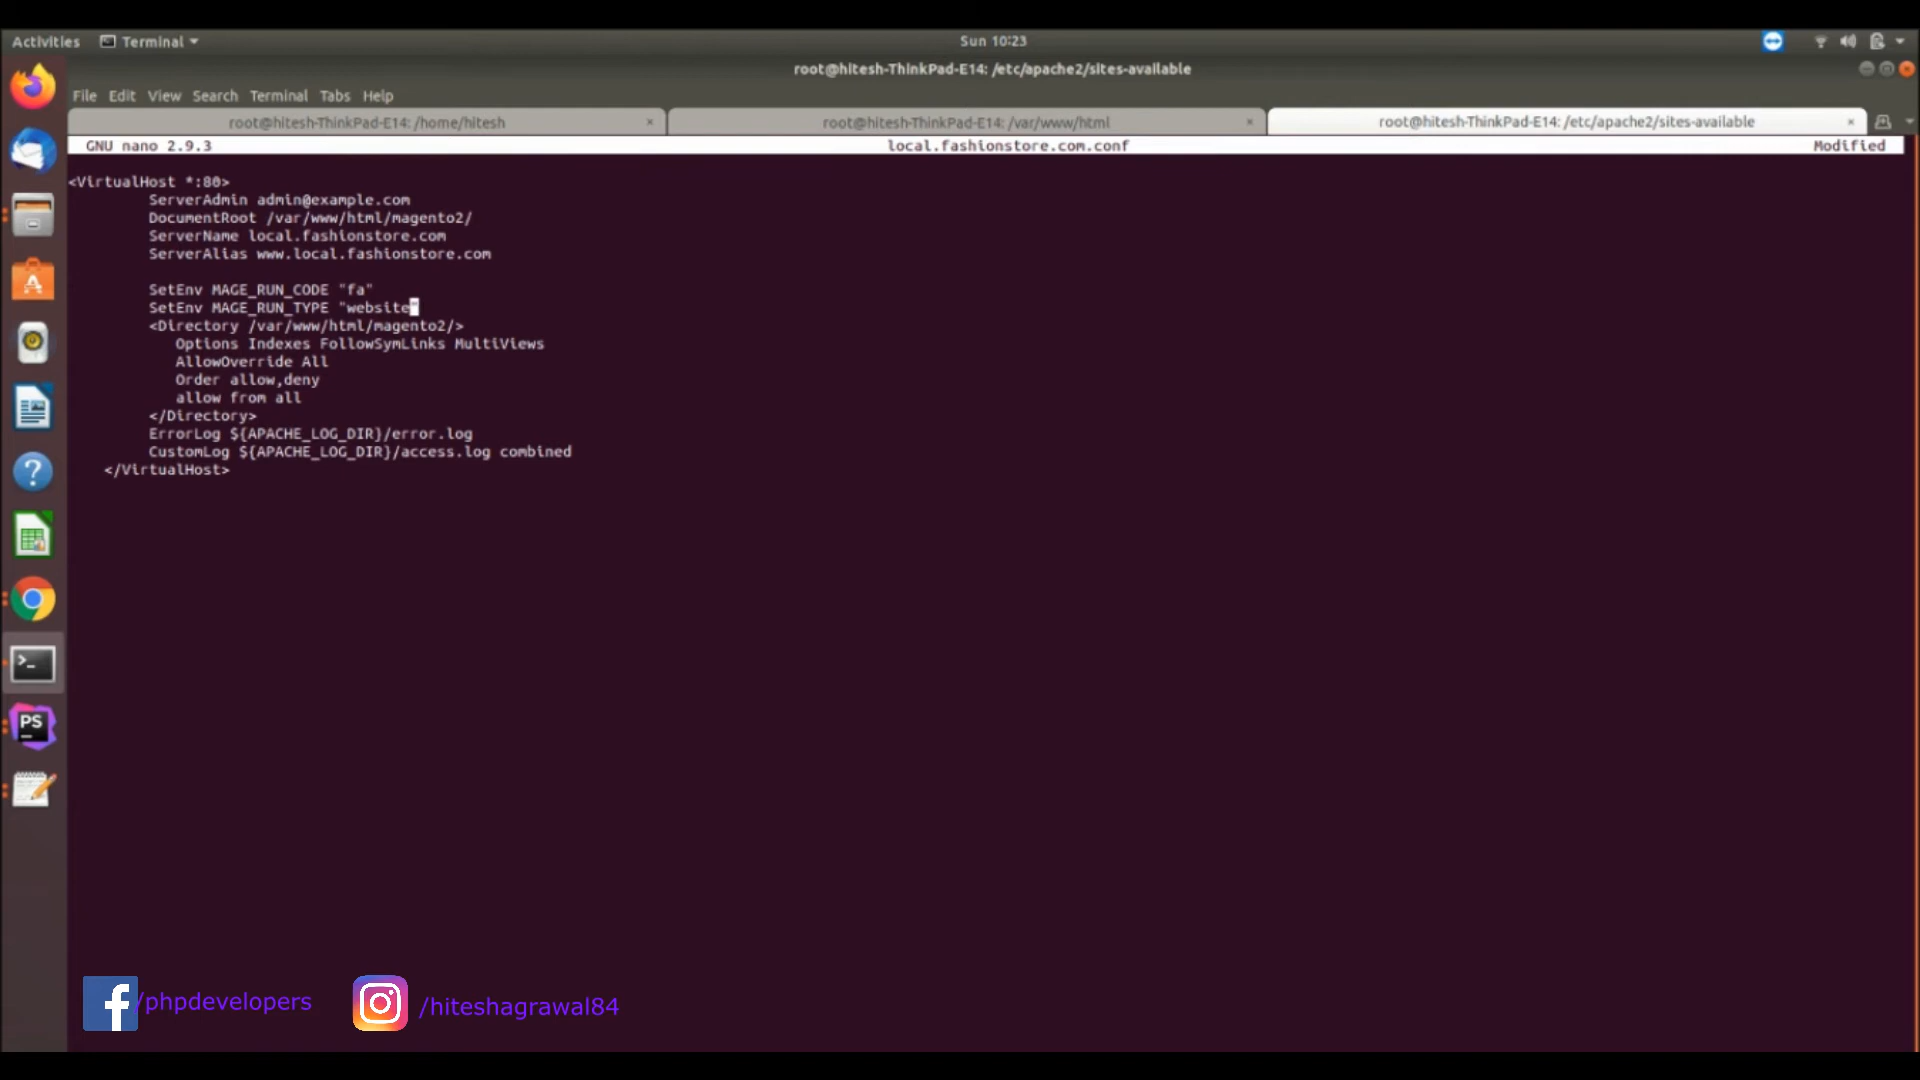 Activities Terminal Sun 10:23
root@hitesh-ThinkPad-E14: /etc/apache2/sites-available
File Edit View Search Terminal Tabs Help
root@hitesh-ThinkPad-E14: /home/hitesh × root@hitesh-ThinkPad-E14: /var/www/html × root@hitesh-ThinkPad-E14: /etc/apache2/sites-available ×
GNU nano 2.9.3 local.fashionstore.com.conf Modified
<VirtualHost *:80>
ServerAdmin admin@example.com
DocumentRoot /var/www/html/magento2/
ServerName local.fashionstore.com
ServerAlias www.local.fashionstore.com
SetEnv MAGE_RUN_CODE "fa"
SetEnv MAGE_RUN_TYPE "website"
<Directory /var/www/html/magento2/>
Options Indexes FollowSymLinks MultiViews
AllowOverride All
Order allow,deny
allow from all
</Directory>
ErrorLog ${APACHE_LOG_DIR}/error.log
CustomLog ${APACHE_LOG_DIR}/access.log combined
</VirtualHost>
PS
/phpdevelopers /hiteshagrawal84